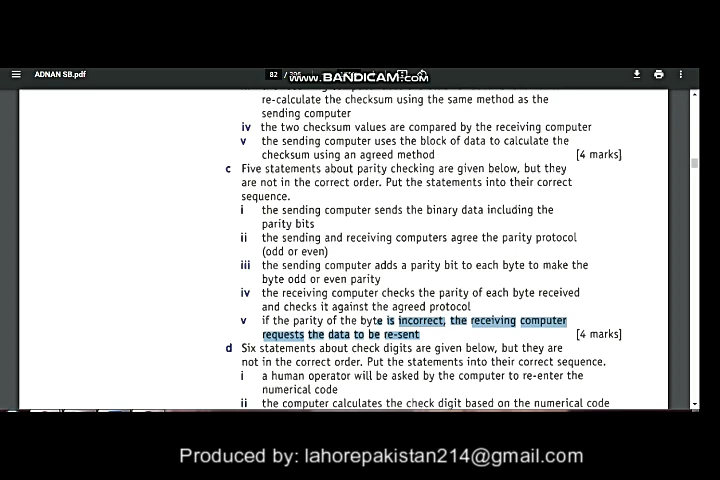 www.BANDICAM.com
ADNAN SB.pdf
82 /
re-calculate the checksum using the same method as the
sending computer
iv the two checksum values are compared by the receiving computer
v the sending computer uses the block of data to calculate the
checksum using an agreed method [4 marks]
c Five statements about parity checking are given below, but they
are not in the correct order. Put the statements into their correct
sequence.
i the sending computer sends the binary data including the
parity bits
ii the sending and receiving computers agree the parity protocol
(odd or even)
iii the sending computer adds a parity bit to each byte to make the
byte odd or even parity
iv the receiving computer checks the parity of each byte received
and checks it against the agreed protocol
v if the parity of the byte is incorrect, the receiving computer
requests the data to be re-sent [4 marks]
d Six statements about check digits are given below, but they are
not in the correct order. Put the statements into their correct sequence.
i a human operator will be asked by the computer to re-enter the
numerical code
ii the computer calculates the check digit based on the numerical code
Produced by: lahorepakistan214@gmail.com